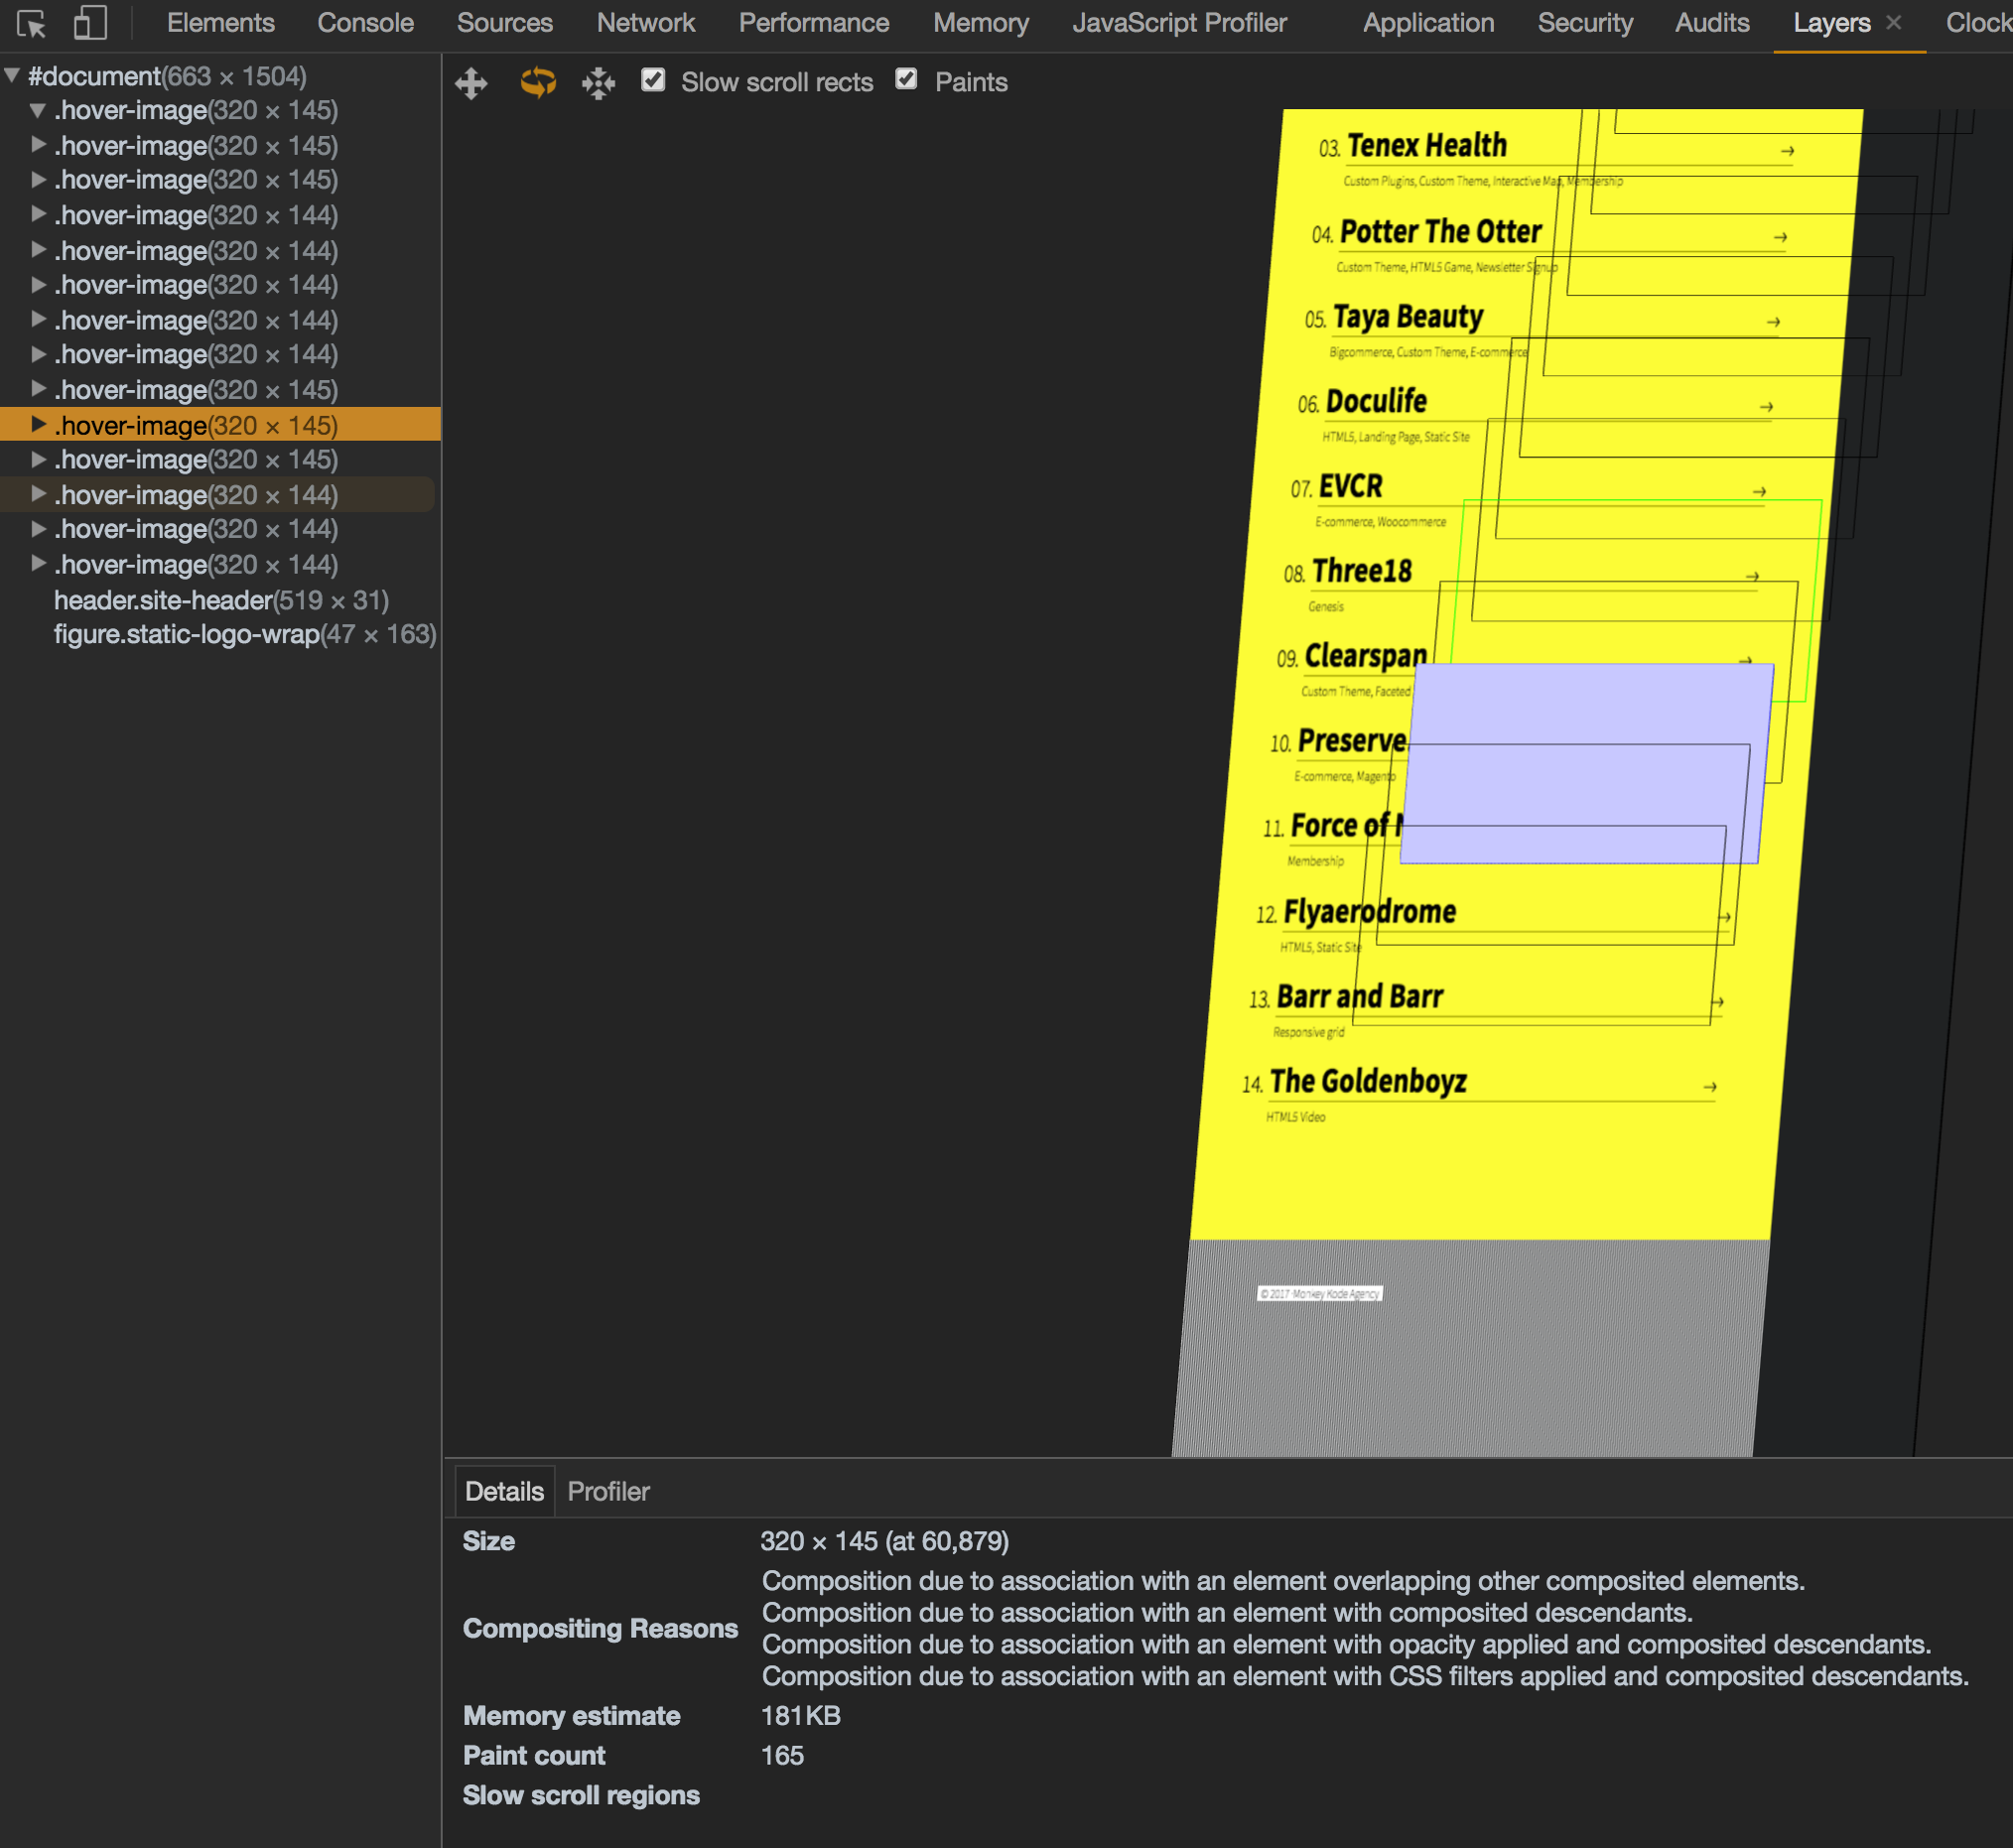 Elements Console Sources Network Performance Memory JavaScript Profiler Application Security Audits Layers × Clock
#document(663 × 1504)
.hover-image(320 × 145)
.hover-image(320 × 145)
.hover-image(320 × 145)
.hover-image(320 × 144)
.hover-image(320 × 144)
.hover-image(320 × 144)
.hover-image(320 × 144)
.hover-image(320 × 144)
.hover-image(320 × 145)
.hover-image(320 × 145)
.hover-image(320 × 145)
.hover-image(320 × 144)
.hover-image(320 × 144)
.hover-image(320 × 144)
header.site-header(519 × 31)
figure.static-logo-wrap(47 × 163)
Slow scroll rects Paints
03. Tenex Health →
Custom Plugins, Custom Theme, Interactive Map, Membership
04. Potter The Otter →
Custom Theme, HTML5 Game, Newsletter Signup
05. Taya Beauty →
Bigcommerce, Custom Theme, E-commerce
06. Doculife →
HTML5, Landing Page, Static Site
07. EVCR →
E-commerce, Woocommerce
08. Three18 →
Genesis
09. Clearspan →
Custom Theme, Faceted
10. Preserve
E-commerce, Magento
11. Force of
Membership
12. Flyaerodrome →
HTML5, Static Site
13. Barr and Barr →
Responsive grid
14. The Goldenboyz →
HTML5 Video
© 2017 Monkey Kode Agency
Details Profiler
Size 320 × 145 (at 60,879)
Compositing Reasons Composition due to association with an element overlapping other composited elements.
Composition due to association with an element with composited descendants.
Composition due to association with an element with opacity applied and composited descendants.
Composition due to association with an element with CSS filters applied and composited descendants.
Memory estimate 181KB
Paint count 165
Slow scroll regions